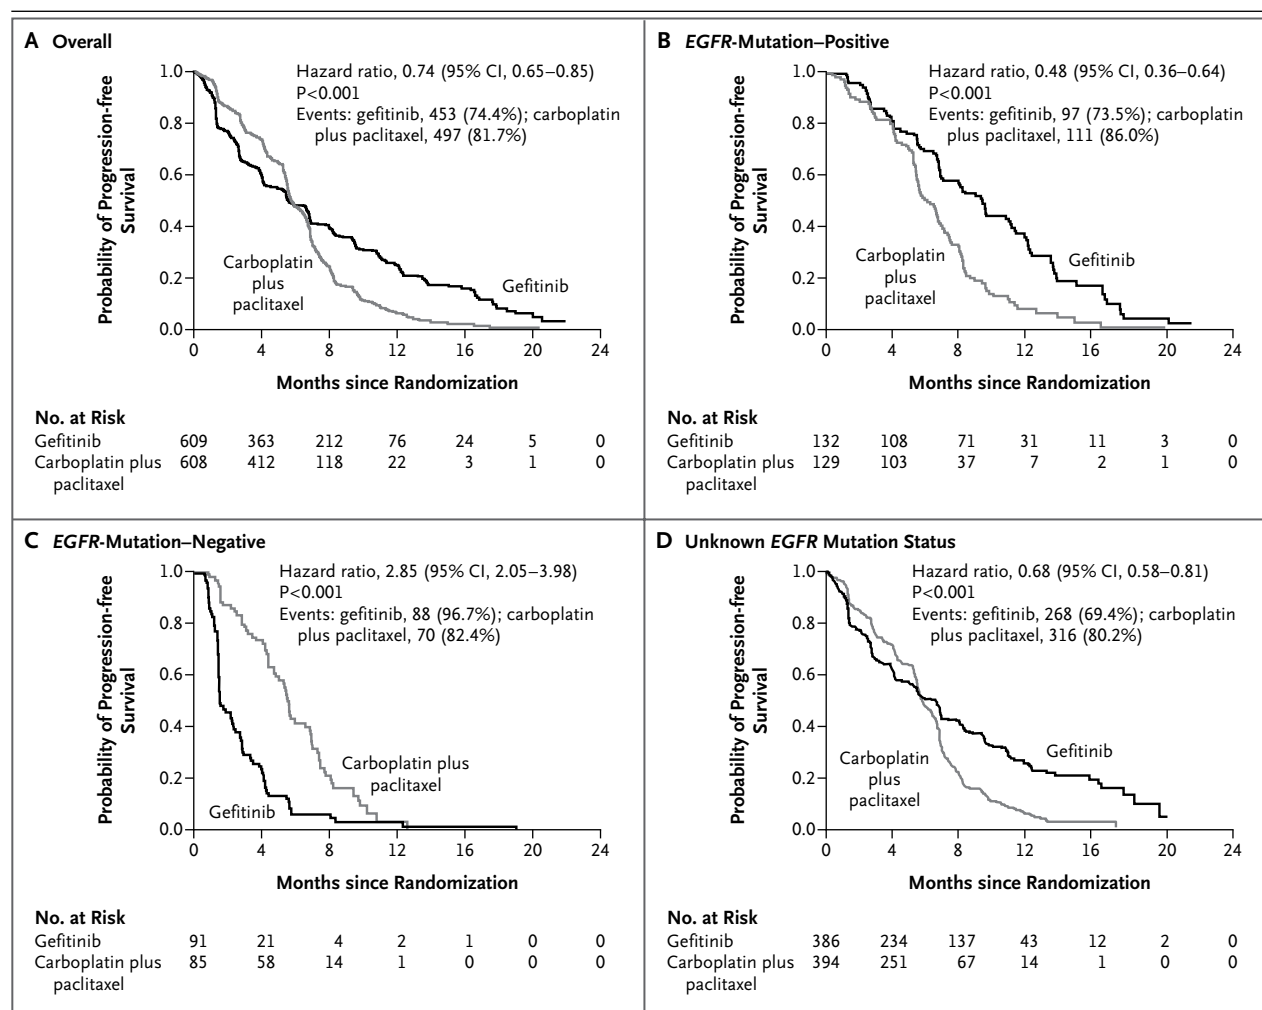 A Overall
Probability of Progression-free
Survival
1.0
0.8
0.6
0.4
0.2
0.0
Hazard ratio, 0.74 (95% CI, 0.65–0.85)
P<0.001
Events: gefitinib, 453 (74.4%); carboplatin
plus paclitaxel, 497 (81.7%)
Carboplatin
plus
paclitaxel
Gefitinib
0 4 8 12 16 20 24
Months since Randomization
No. at Risk
Gefitinib 609 363 212 76 24 5 0
Carboplatin plus 608 412 118 22 3 1 0
paclitaxel
B EGFR-Mutation–Positive
Probability of Progression-free
Survival
1.0
0.8
0.6
0.4
0.2
0.0
Hazard ratio, 0.48 (95% CI, 0.36–0.64)
P<0.001
Events: gefitinib, 97 (73.5%); carboplatin
plus paclitaxel, 111 (86.0%)
Carboplatin
plus
paclitaxel
Gefitinib
0 4 8 12 16 20 24
Months since Randomization
No. at Risk
Gefitinib 132 108 71 31 11 3 0
Carboplatin plus 129 103 37 7 2 1 0
paclitaxel
C EGFR-Mutation–Negative
Probability of Progression-free
Survival
1.0
0.8
0.6
0.4
0.2
0.0
Hazard ratio, 2.85 (95% CI, 2.05–3.98)
P<0.001
Events: gefitinib, 88 (96.7%); carboplatin
plus paclitaxel, 70 (82.4%)
Carboplatin plus
paclitaxel
Gefitinib
0 4 8 12 16 20 24
Months since Randomization
No. at Risk
Gefitinib 91 21 4 2 1 0 0
Carboplatin plus 85 58 14 1 0 0 0
paclitaxel
D Unknown EGFR Mutation Status
Probability of Progression-free
Survival
1.0
0.8
0.6
0.4
0.2
0.0
Hazard ratio, 0.68 (95% CI, 0.58–0.81)
P<0.001
Events: gefitinib, 268 (69.4%); carboplatin
plus paclitaxel, 316 (80.2%)
Gefitinib
Carboplatin
plus
paclitaxel
0 4 8 12 16 20 24
Months since Randomization
No. at Risk
Gefitinib 386 234 137 43 12 2 0
Carboplatin plus 394 251 67 14 1 0 0
paclitaxel